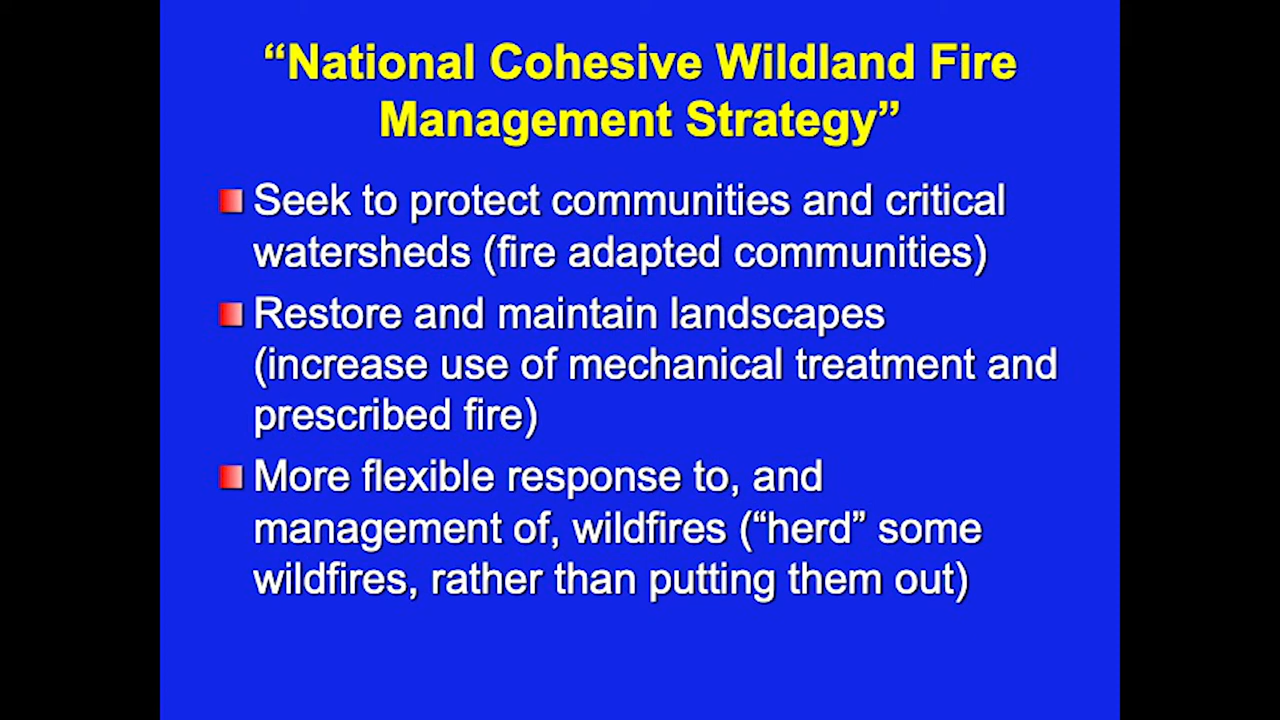 “National Cohesive Wildland Fire
Management Strategy”
Seek to protect communities and critical
watersheds (fire adapted communities)
Restore and maintain landscapes
(increase use of mechanical treatment and
prescribed fire)
More flexible response to, and
management of, wildfires (“herd” some
wildfires, rather than putting them out)